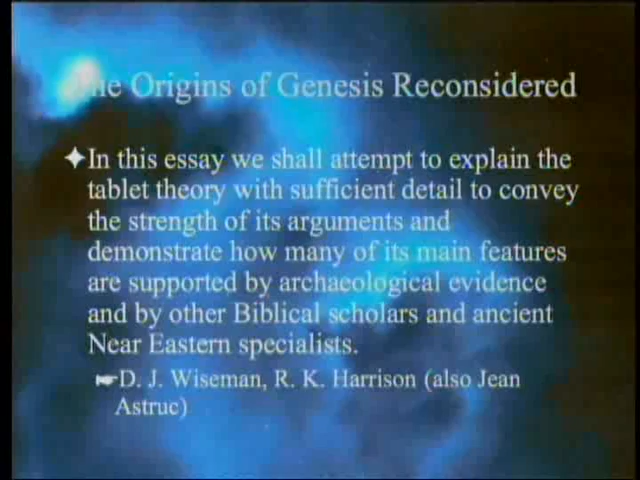 The Origins of Genesis Reconsidered
In this essay we shall attempt to explain the
tablet theory with sufficient detail to convey
the strength of its arguments and
demonstrate how many of its main features
are supported by archaeological evidence
and by other Biblical scholars and ancient
Near Eastern specialists.
D. J. Wiseman, R. K. Harrison (also Jean
Astruc)